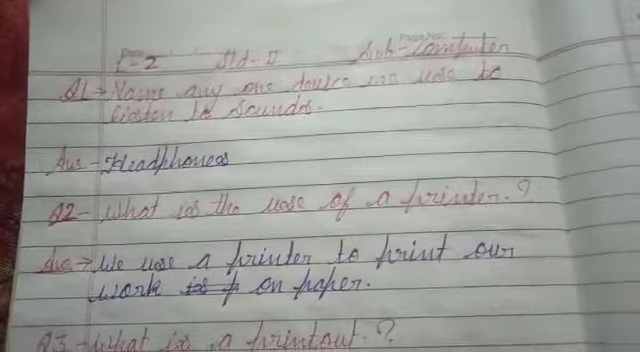 L-2 Std-II Sub-Computer
Q1→Name any one device we use to
listen to sounds.
Ans-Headphones
Q2-What is the use of a printer.?
Ans→We use a printer to print our
work is p on paper.
Q3-What is a printout.?